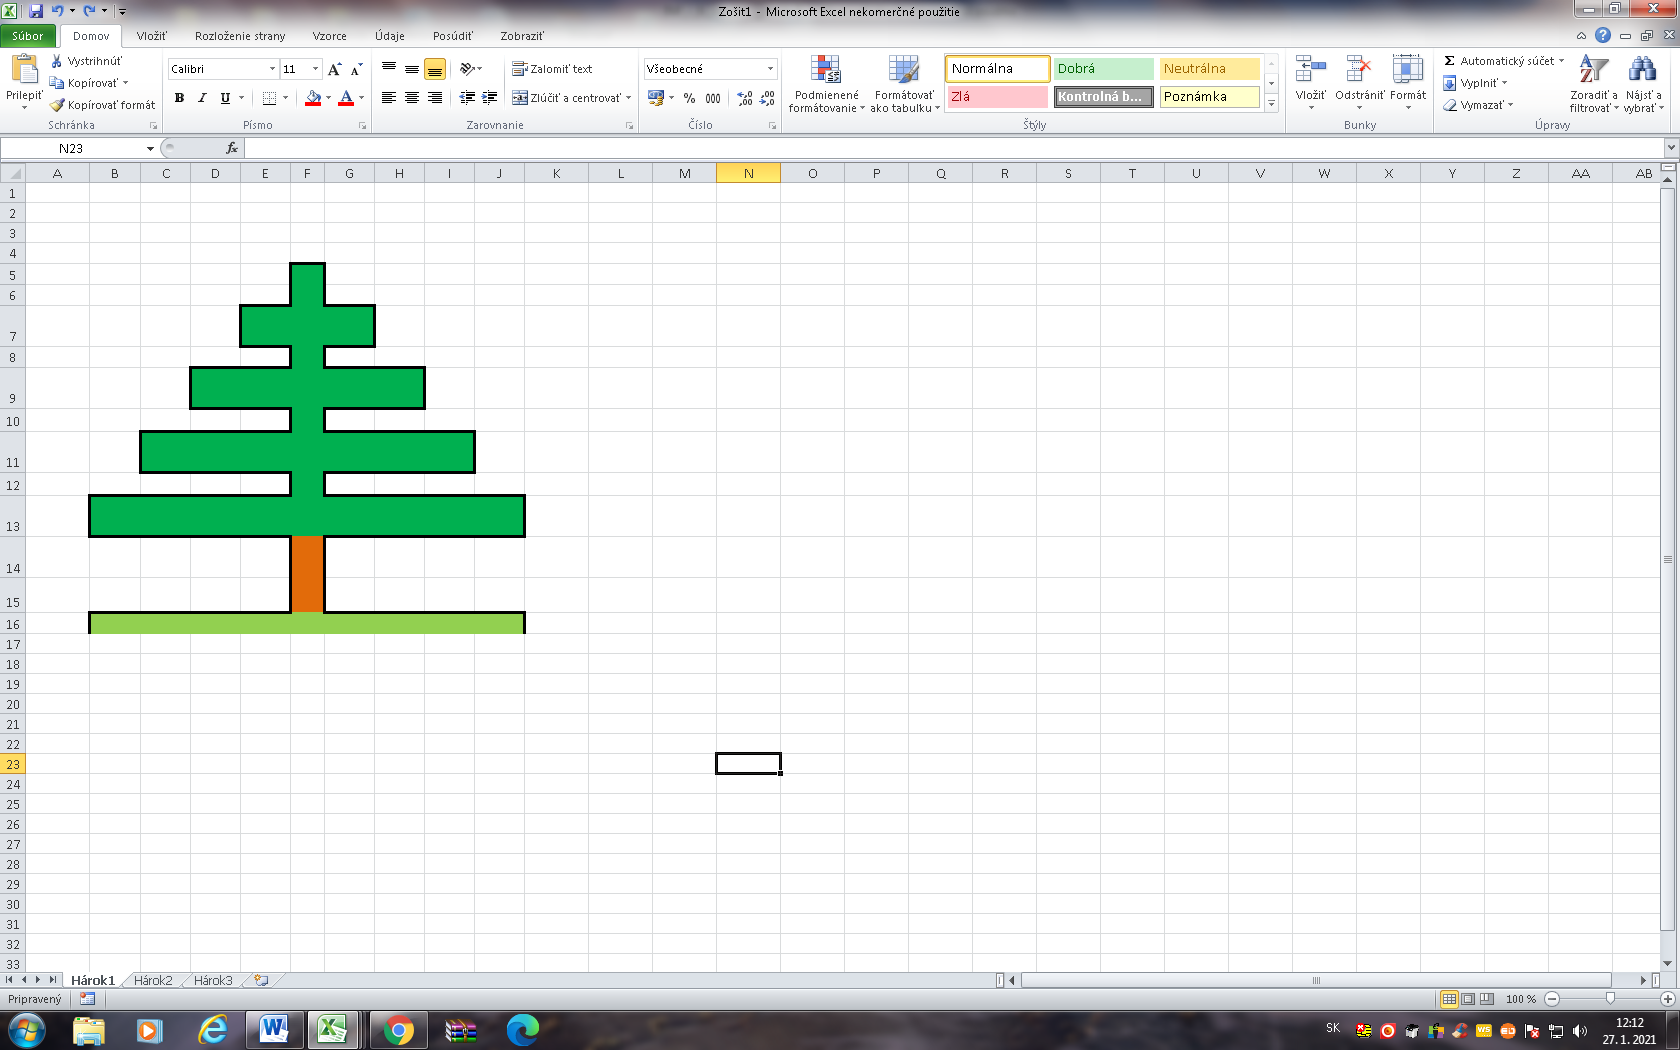 Zošit1 - Microsoft Excel nekomerčné použitie
Súbor Domov Vložiť Rozloženie strany Vzorce Údaje Posúdiť Zobraziť
Prilepiť
Vystrihnúť
Kopírovať
Kopírovať formát
Schránka
Calibri 11
B I U
Písmo
Zalomiť text
Zlúčiť a centrovať
Zarovnanie
Všeobecné
% 000
Číslo
Podmienené formátovanie
Formátovať ako tabuľku
Normálna Dobrá Neutrálna
Zlá Kontrolná b... Poznámka
Štýly
Vložiť Odstrániť Formát
Bunky
Σ Automatický súčet
Vyplniť
Vymazať
Zoradiť a filtrovať
Nájsť a vybrať
Úpravy
N23 fx
A B C D E F G H I J K L M N O P Q R S T U V W X Y Z AA AB
1
2
3
4
5
6
7
8
9
10
11
12
13
14
15
16
17
18
19
20
21
22
23
24
25
26
27
28
29
30
31
32
33
Hárok1 Hárok2 Hárok3
Pripravený 100 %
SK 12:12
27. 1. 2021